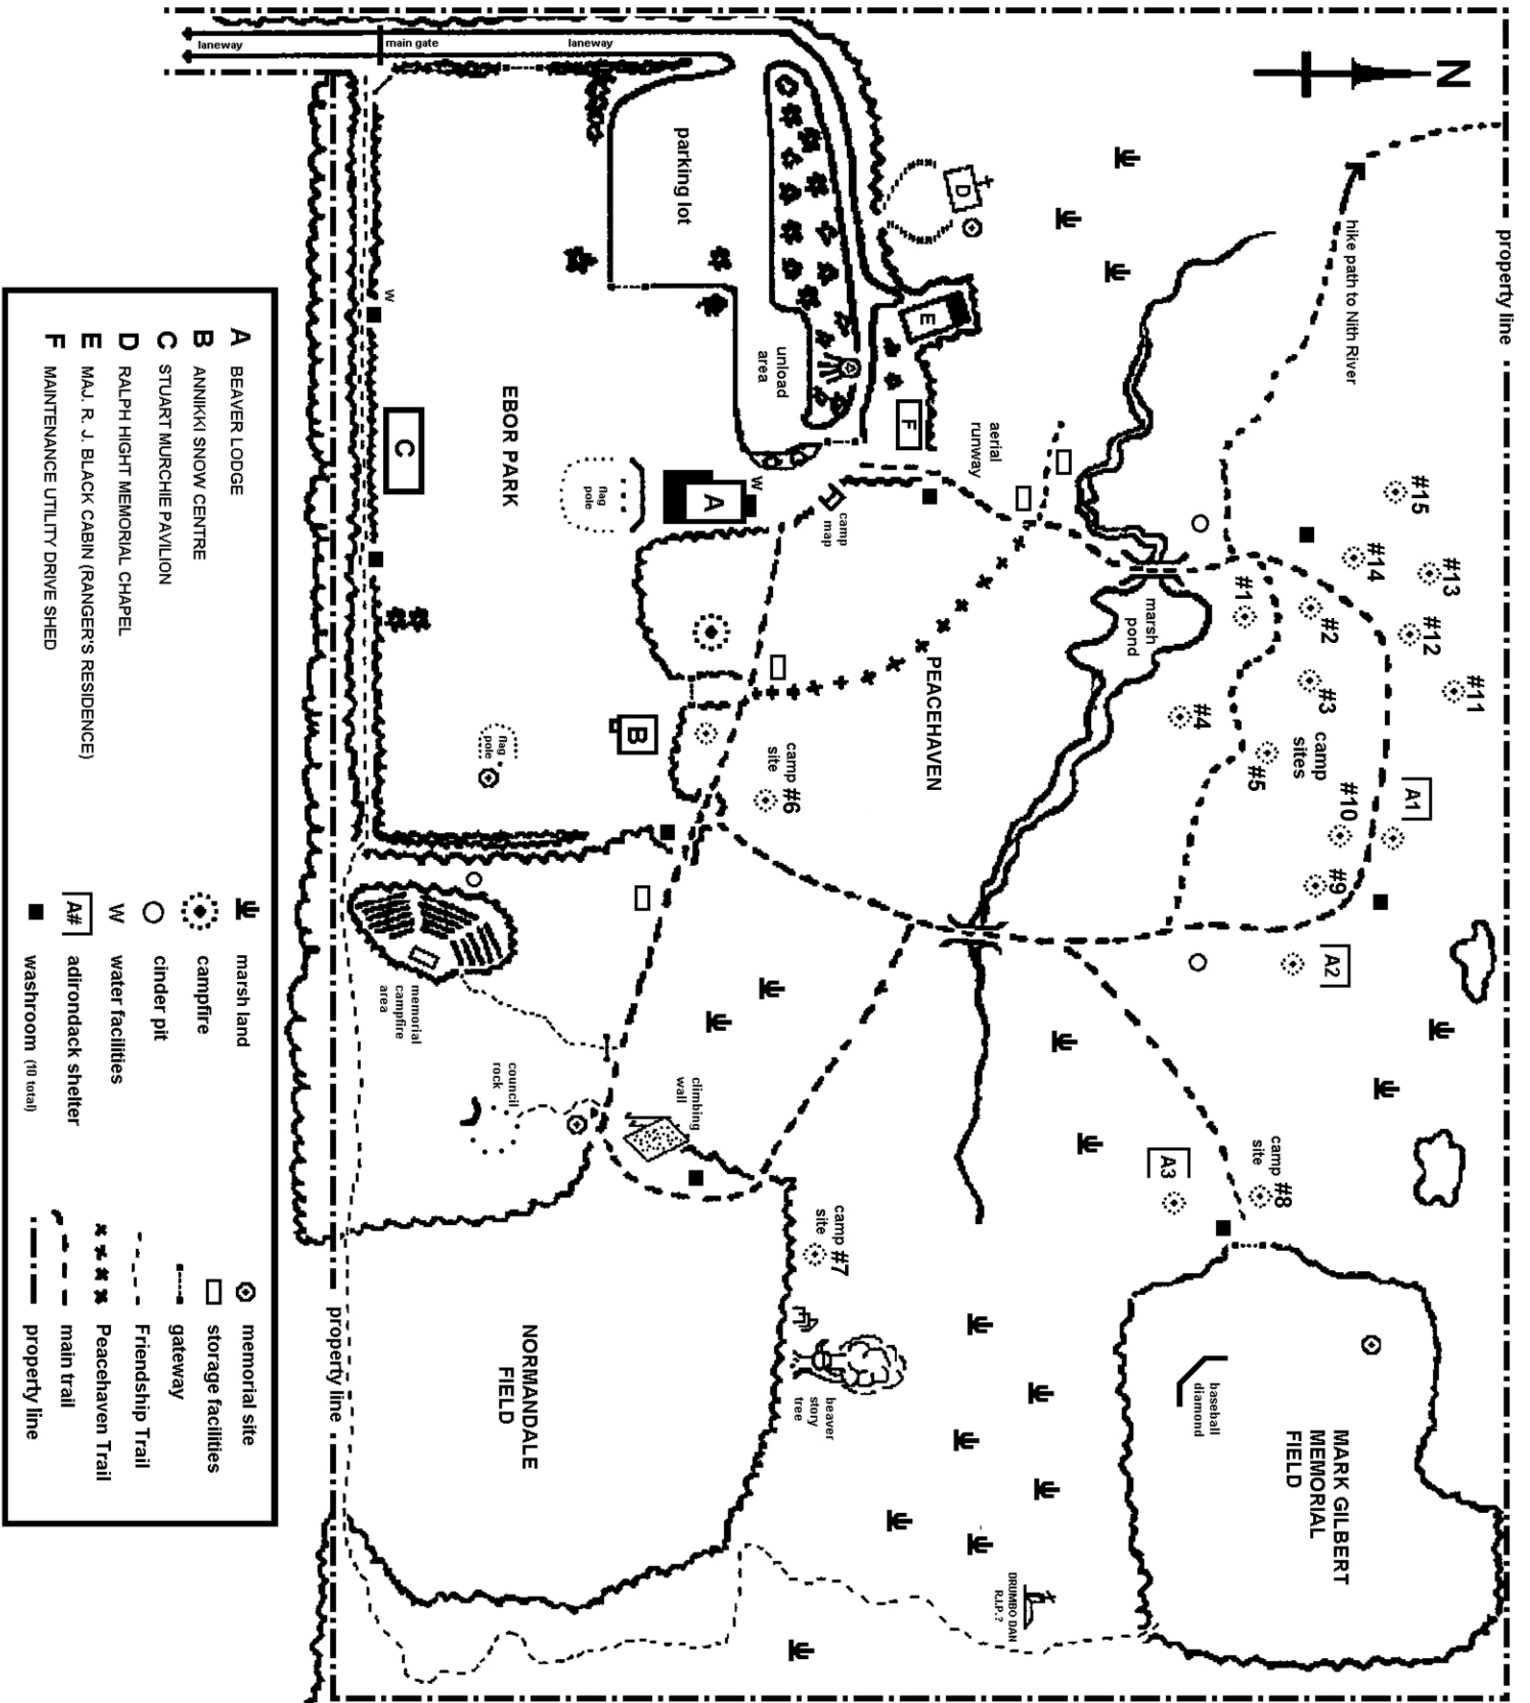 property line
N
hike path to Nith River
#15
#14
#13
#12
#11
#1
#2
#3
#4
#5
camp
sites
#10
#9
A1
A2
A3
camp
site
#8
MARK GILBERT
MEMORIAL
FIELD
baseball
diamond
DRUMBO DAN
R.I.P.?
marsh
pond
aerial
runway
PEACEHAVEN
D
E
F
camp
map
camp
site
#6
camp
site
#7
beaver
story
tree
laneway
main gate
laneway
parking lot
unload
area
W
A
flag
pole
EBOR PARK
W
C
B
flag
pole
memorial
campfire
area
council
rock
climbing
wall
NORMANDALE
FIELD
property line
A BEAVER LODGE
B ANNIKKI SNOW CENTRE
C STUART MURCHIE PAVILION
D RALPH HIGHT MEMORIAL CHAPEL
E MAJ. R. J. BLACK CABIN (RANGER'S RESIDENCE)
F MAINTENANCE UTILITY DRIVE SHED
marsh land
campfire
cinder pit
W water facilities
A# adirondack shelter
washroom (10 total)
memorial site
storage facilities
gateway
Friendship Trail
Peacehaven Trail
main trail
property line